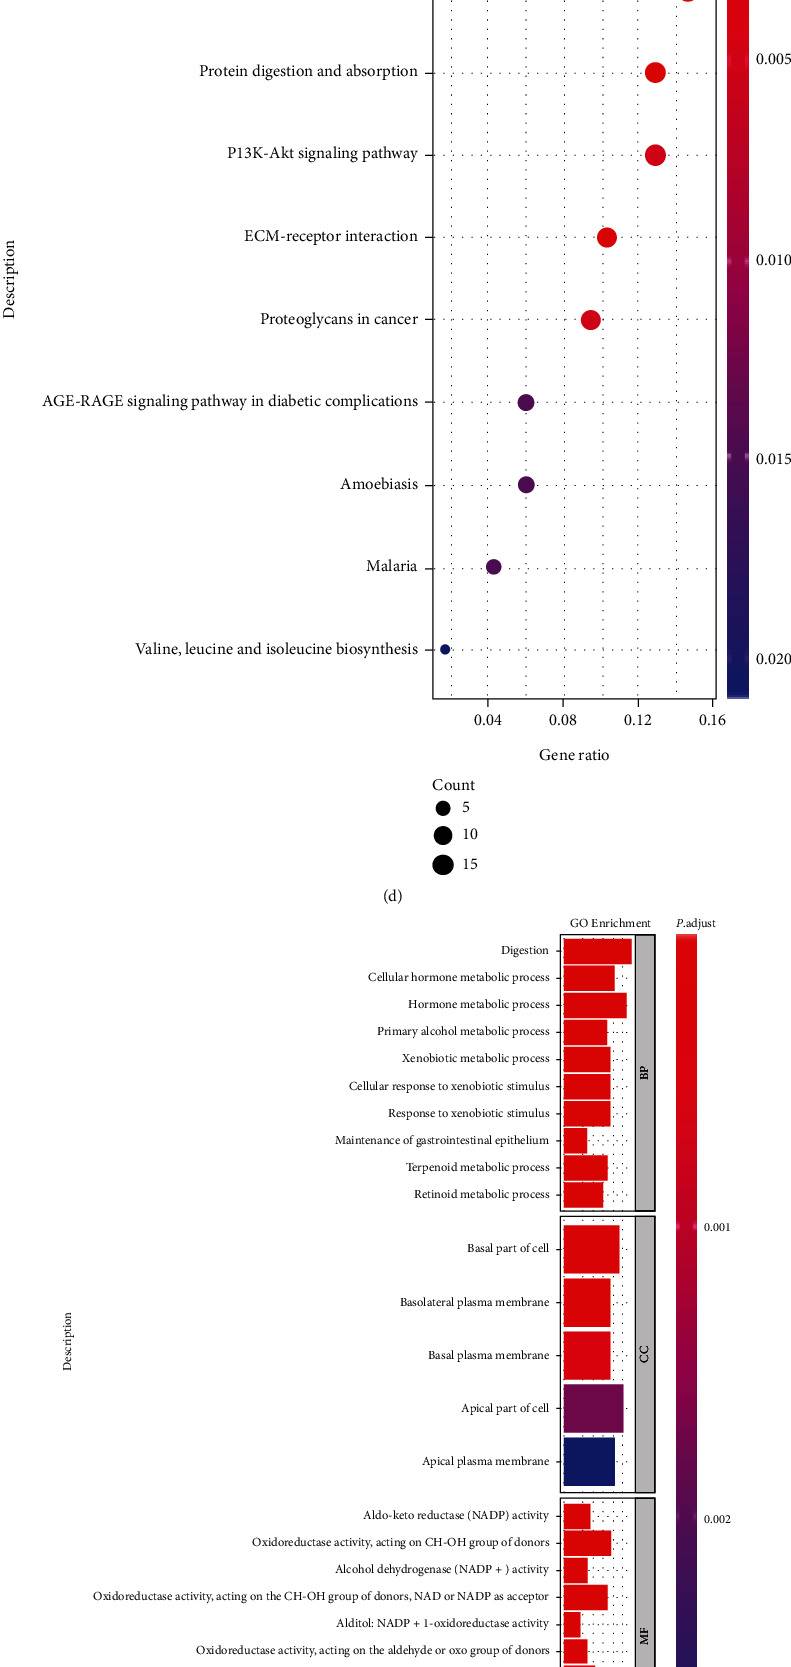 0.005
Protein digestion and absorption
P13K-Akt signaling pathway
ECM-receptor interaction
0.010
Description
Proteoglycans in cancer
AGE-RAGE signaling pathway in diabetic complications
0.015
Amoebiasis
Malaria
Valine, leucine and isoleucine biosynthesis
0.020
0.04 0.08 0.12 0.16
Gene ratio
Count
5
10
15
(d)
GO Enrichment P.adjust
Digestion
Cellular hormone metabolic process
Hormone metabolic process
Primary alcohol metabolic process
Xenobiotic metabolic process
BP
Cellular response to xenobiotic stimulus
Response to xenobiotic stimulus
Maintenance of gastrointestinal epithelium
Terpenoid metabolic process
Retinoid metabolic process
0.001
Basal part of cell
Basolateral plasma membrane
Description
Basal plasma membrane
CC
Apical part of cell
Apical plasma membrane
Aldo-keto reductase (NADP) activity
0.002
Oxidoreductase activity, acting on CH-OH group of donors
Alcohol dehydrogenase (NADP + ) activity
Oxidoreductase activity, acting on the CH-OH group of donors, NAD or NADP as acceptor
Alditol: NADP + 1-oxidoreductase activity
MF
Oxidoreductase activity, acting on the aldehyde or oxo group of donors